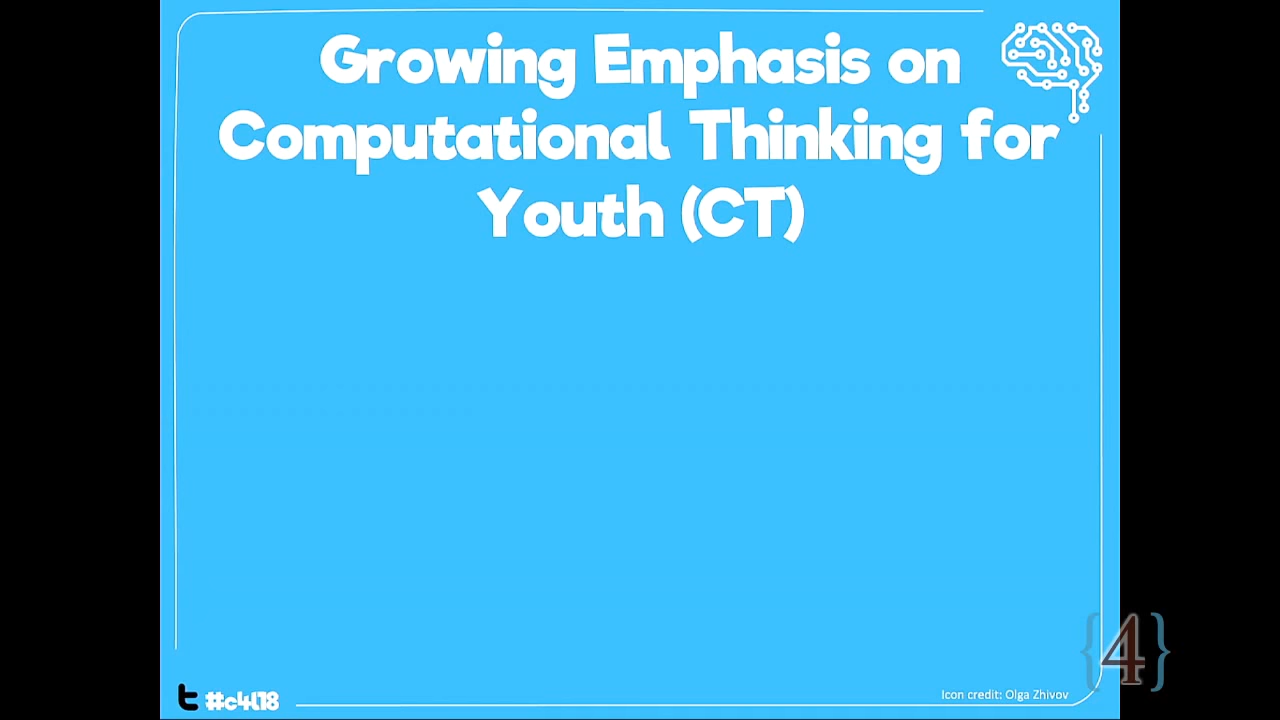 Growing Emphasis on
Computational Thinking for
Youth (CT)
t #c4l18
Icon credit: Olga Zhivov
{4}